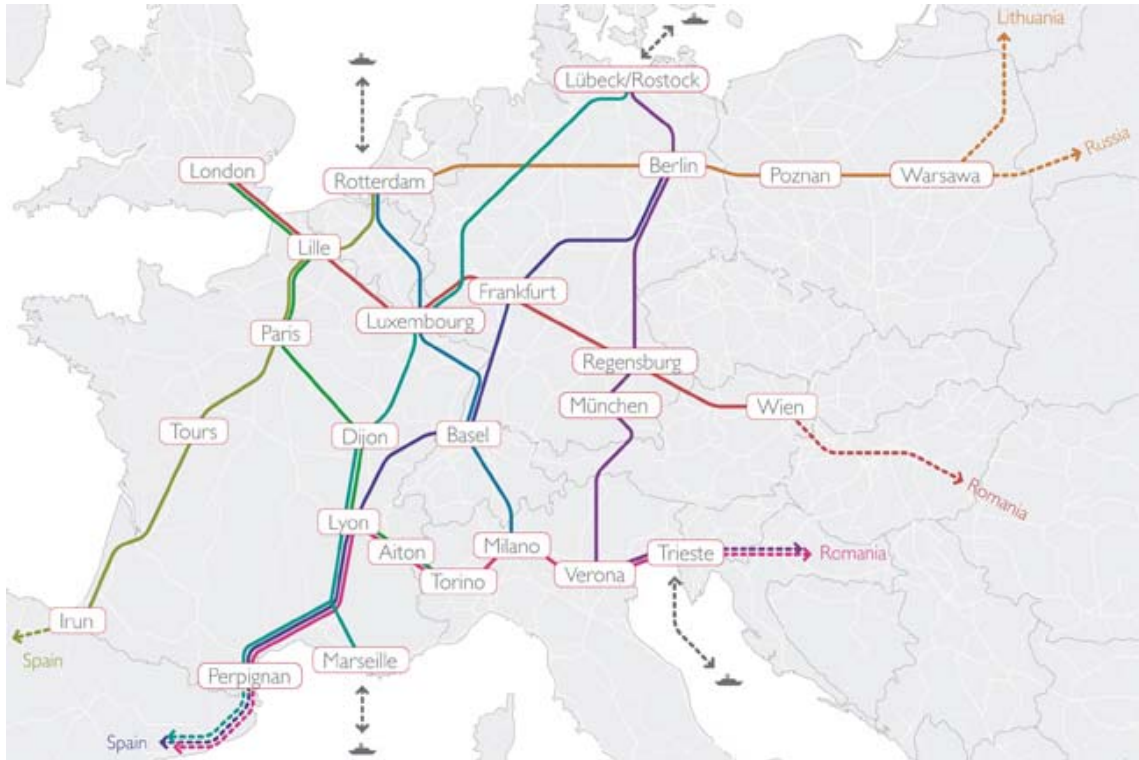 Lithuania
Lübeck/Rostock
Russia
London
Rotterdam
Berlin
Poznan
Warsawa
Lille
Frankfurt
Luxembourg
Paris
Regensburg
München
Wien
Tours
Dijon
Basel
Romania
Lyon
Aiton
Milano
Trieste
Romania
Torino
Verona
Irun
Spain
Marseille
Perpignan
Spain